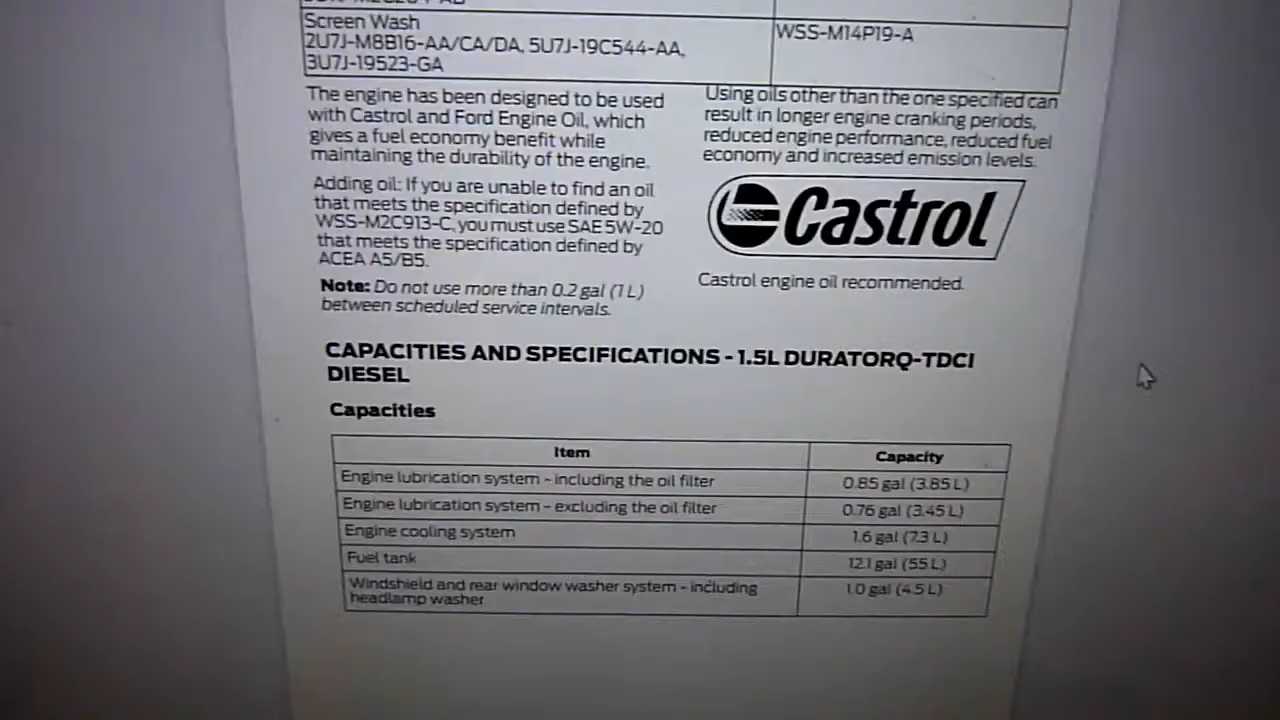 Screen Wash
2U7J-M8B16-AA/CA/DA, 5U7J-19C544-AA,
3U7J-19523-GA
WSS-M14P19-A
The engine has been designed to be used
with Castrol and Ford Engine Oil, which
gives a fuel economy benefit while
maintaining the durability of the engine.
Adding oil: If you are unable to find an oil
that meets the specification defined by
WSS-M2C913-C, you must use SAE 5W-20
that meets the specification defined by
ACEA A5/B5.
Note: Do not use more than 0.2 gal (1 L)
between scheduled service intervals.
Using oils other than the one specified can
result in longer engine cranking periods,
reduced engine performance, reduced fuel
economy and increased emission levels.
Castrol
Castrol engine oil recommended.
CAPACITIES AND SPECIFICATIONS - 1.5L DURATORQ-TDCI
DIESEL
Capacities
Item Capacity
Engine lubrication system - including the oil filter 0.85 gal (3.85 L)
Engine lubrication system - excluding the oil filter 0.76 gal (3.45 L)
Engine cooling system 1.6 gal (7.3 L)
Fuel tank 12.1 gal (55 L)
Windshield and rear window washer system - including 1.0 gal (4.5 L)
headlamp washer